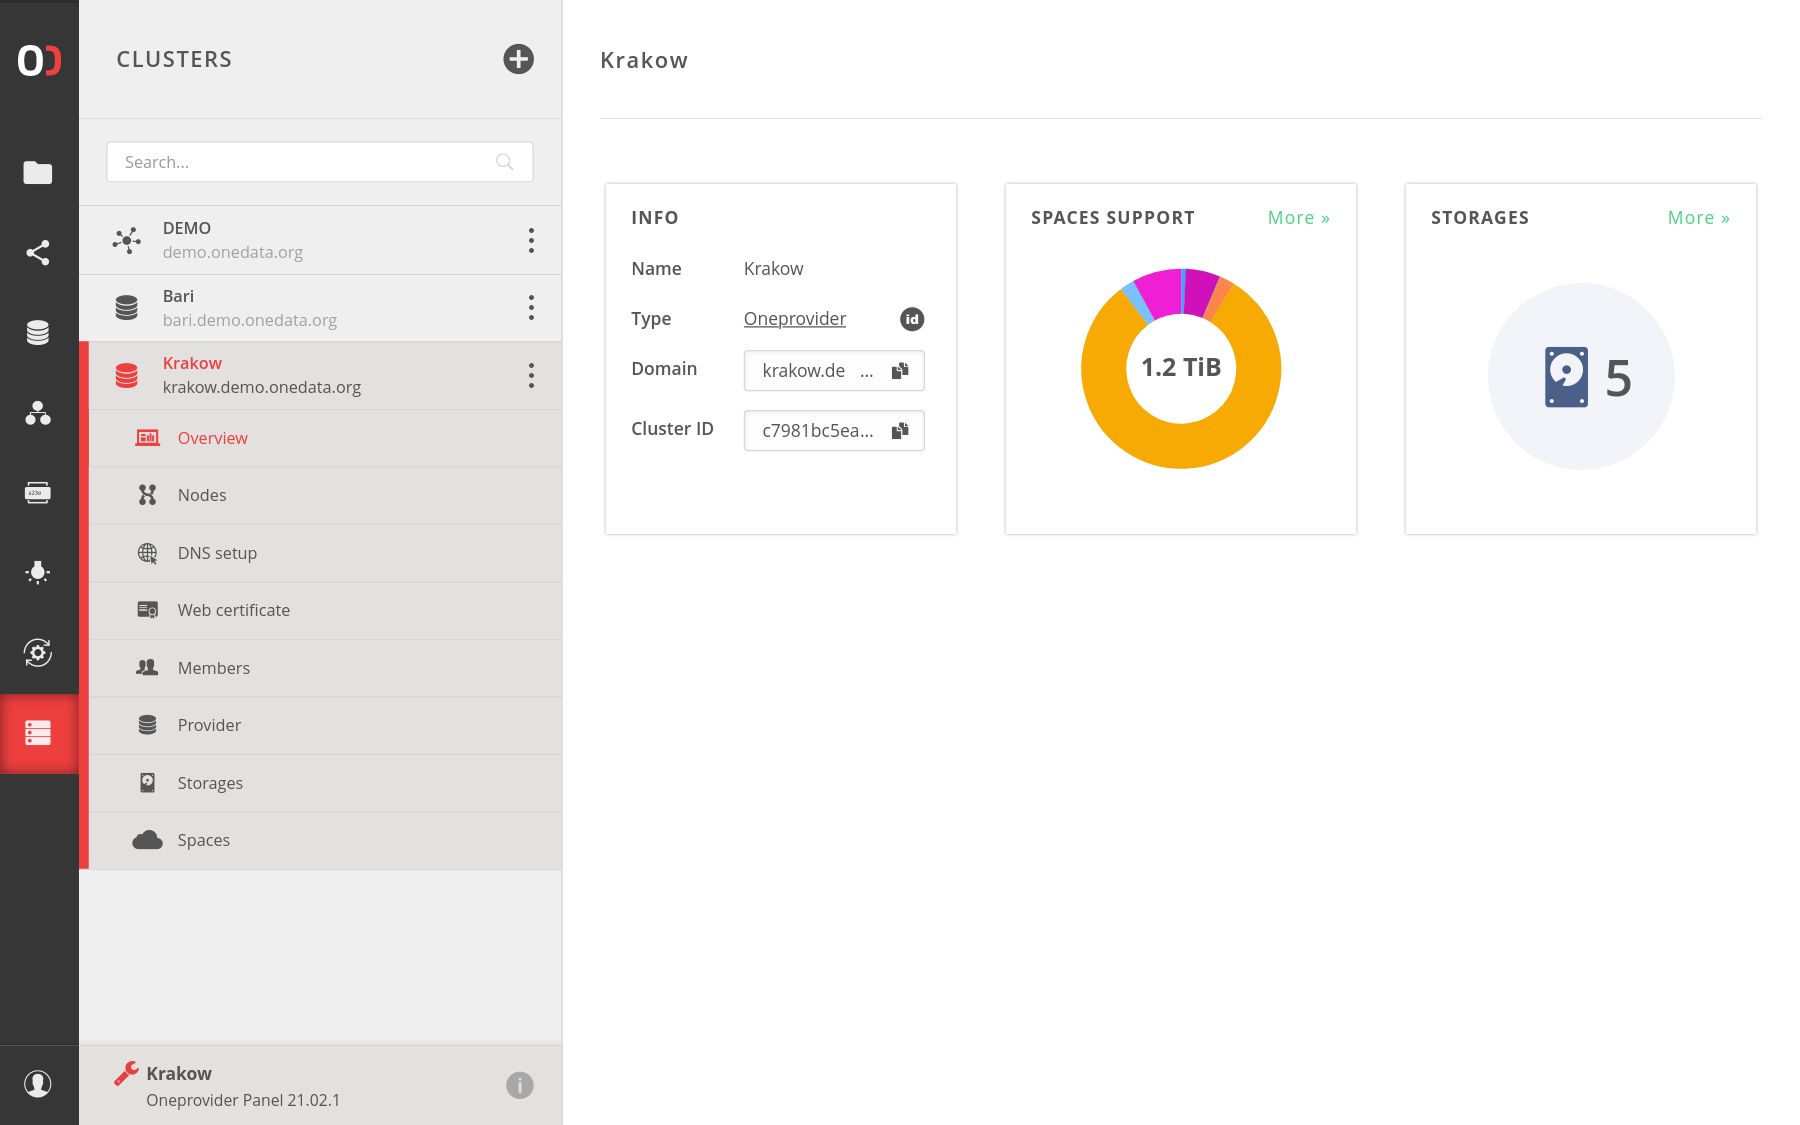 CLUSTERS
Search...
DEMO
demo.onedata.org
Bari
bari.demo.onedata.org
Krakow
krakow.demo.onedata.org
Overview
Nodes
DNS setup
Web certificate
Members
Provider
Storages
Spaces
Krakow
Oneprovider Panel 21.02.1
i
Krakow
INFO
Name Krakow
Type Oneprovider id
Domain krakow.de ...
Cluster ID c7981bc5ea...
SPACES SUPPORT More »
1.2 TiB
STORAGES More »
5